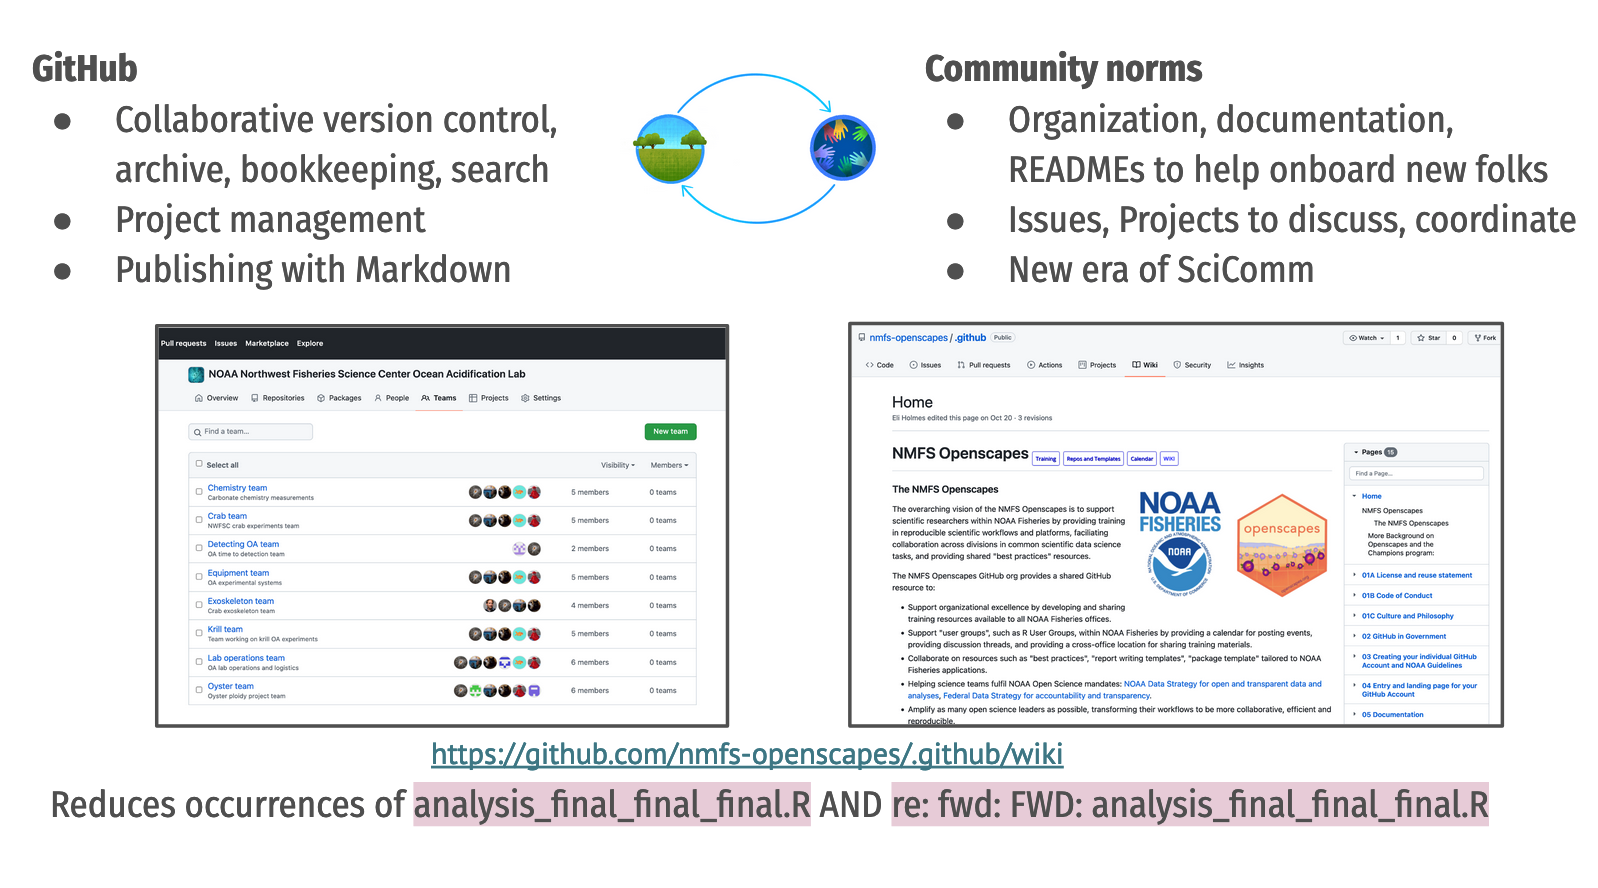 GitHub
● Collaborative version control,
archive, bookkeeping, search
● Project management
● Publishing with Markdown
Community norms
● Organization, documentation,
READMEs to help onboard new folks
● Issues, Projects to discuss, coordinate
● New era of SciComm
Pull requests Issues Marketplace Explore
NOAA Northwest Fisheries Science Center Ocean Acidification Lab
Overview Repositories Packages People Teams Projects Settings
Find a team...
New team
Select all Visibility Members
Chemistry team
Carbonate chemistry measurements
5 members 0 teams
Crab team
NWFSC crab experiments team
5 members 0 teams
Detecting OA team
OA time to detection team
2 members 0 teams
Equipment team
OA experimental systems
5 members 0 teams
Exoskeleton team
Crab exoskeleton team
4 members 0 teams
Krill team
Team working on krill OA experiments
5 members 0 teams
Lab operations team
OA lab operations and logistics
6 members 0 teams
Oyster team
Oyster ploidy project team
6 members 0 teams
nmfs-openscapes / .github Public
Watch 1 Star 0 Fork
Code Issues Pull requests Actions Projects Wiki Security Insights
Home
Eli Holmes edited this page on Oct 20 · 3 revisions
NMFS Openscapes Training Repos and Templates Calendar WIKI
The NMFS Openscapes
The overarching vision of the NMFS Openscapes is to support
scientific researchers within NOAA Fisheries by providing training
in reproducible scientific workflows and platforms, faciliating
collaboration across divisions in common scientific data science
tasks, and providing shared "best practices" resources.
The NMFS Openscapes GitHub org provides a shared GitHub
resource to:
• Support organizational excellence by developing and sharing
training resources available to all NOAA Fisheries offices.
• Support "user groups", such as R User Groups, within NOAA Fisheries by providing a calendar for posting events,
providing discussion threads, and providing a cross-office location for sharing training materials.
• Collaborate on resources such as "best practices", "report writing templates", "package template" tailored to NOAA
Fisheries applications.
• Helping science teams fulfil NOAA Open Science mandates: NOAA Data Strategy for open and transparent data and
analyses, Federal Data Strategy for accountability and transparency.
• Amplify as many open science leaders as possible, transforming their workflows to be more collaborative, efficient and
reproducible.
NOAA
FISHERIES
NOAA
NATIONAL OCEANIC AND ATMOSPHERIC ADMINISTRATION
U.S. DEPARTMENT OF COMMERCE
openscapes
Pages 15
Find a Page...
Home
NMFS Openscapes
The NMFS Openscapes
More Background on
Openscapes and the
Champions program:
01A License and reuse statement
01B Code of Conduct
01C Culture and Philosophy
02 GitHub in Government
03 Creating your individual GitHub
Account and NOAA Guidelines
04 Entry and landing page for your
GitHub Account
05 Documentation
https://github.com/nmfs-openscapes/.github/wiki
Reduces occurrences of analysis_final_final_final.R AND re: fwd: FWD: analysis_final_final_final.R